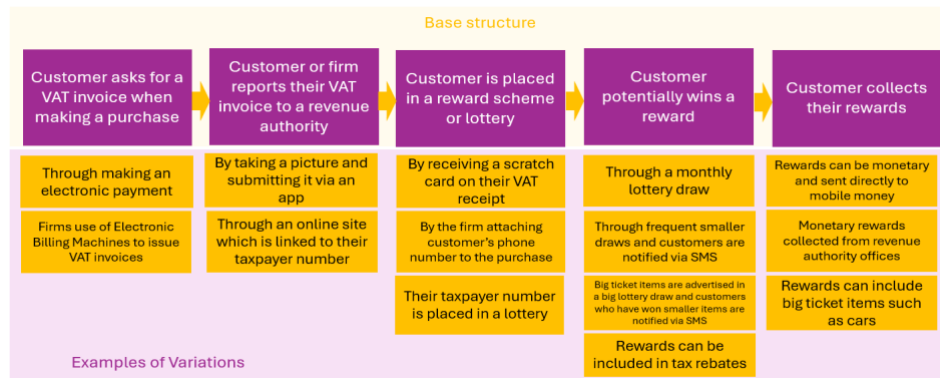 Base structure
Customer asks for a
VAT invoice when
making a purchase
Customer or firm
reports their VAT
invoice to a revenue
authority
Customer is placed
in a reward scheme
or lottery
Customer
potentially wins a
reward
Customer collects
their rewards
Through making an
electronic payment
Firms use of Electronic
Billing Machines to issue
VAT invoices
By taking a picture and
submitting it via an
app
Through an online site
which is linked to their
taxpayer number
By receiving a scratch
card on their VAT
receipt
By the firm attaching
customer's phone
number to the purchase
Their taxpayer number
is placed in a lottery
Through a monthly
lottery draw
Through frequent smaller
draws and customers are
notified via SMS
Big ticket items are advertised in
a big lottery draw and customers
who have won smaller items are
notified via SMS
Rewards can be
included in tax rebates
Rewards can be monetary
and sent directly to
mobile money
Monetary rewards
collected from revenue
authority offices
Rewards can include
big ticket items such
as cars
Examples of Variations